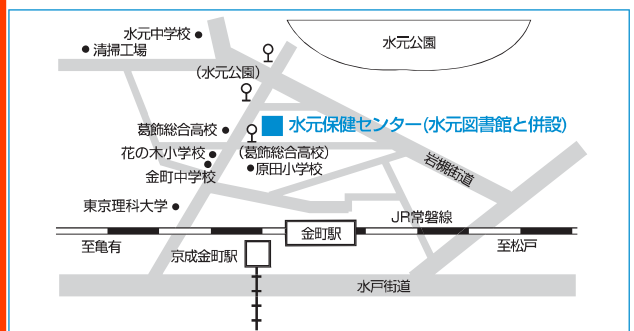 水元中学校
清掃工場
(水元公園)
水元公園
葛飾総合高校
水元保健センター(水元図書館と併設)
花の木小学校
(葛飾総合高校)
金町中学校
原田小学校
岩槻街道
東京理科大学
JR常磐線
金町駅
至亀有
至松戸
京成金町駅
水戸街道